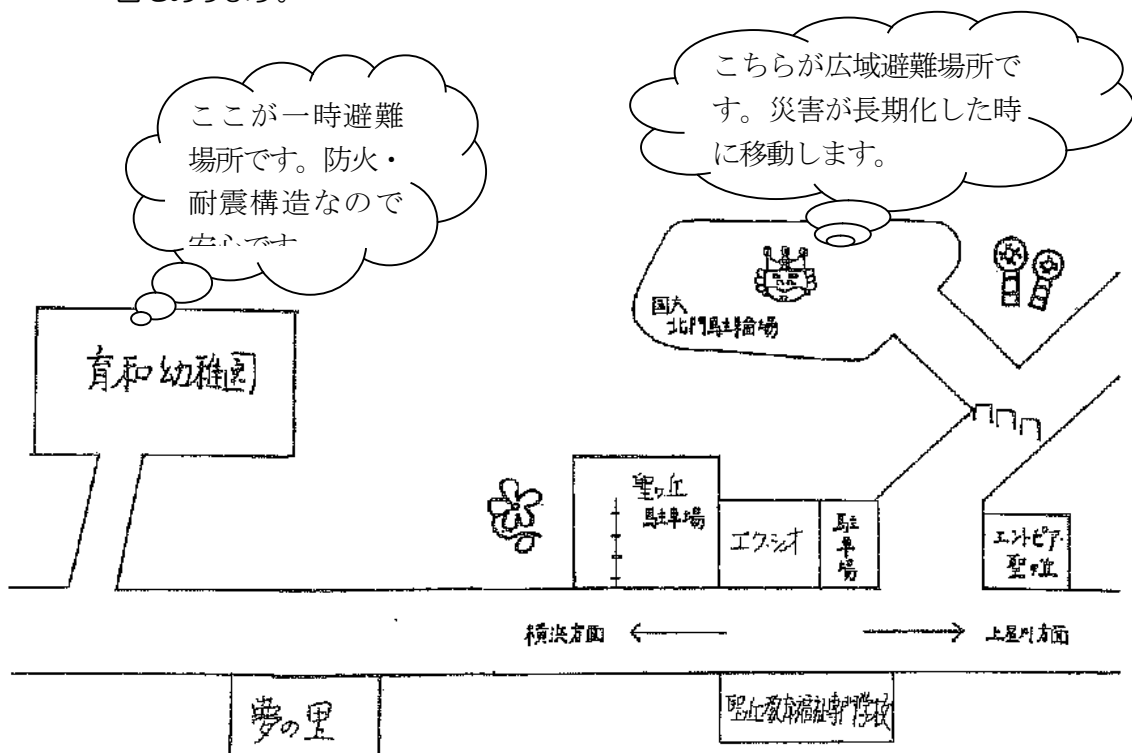 ここが一時避難
場所です。防火・
耐震構造なので
安心です
こちらが広域避難場所で
す。災害が長期化した時
に移動します。
国大
北門駐輪場
育和幼稚園
聖ヶ丘
駐車場
エクシオ
駐
車
場
エントピア
聖ヶ丘
横浜方面
上星川方面
夢の里
聖ヶ丘教育福祉専門学校